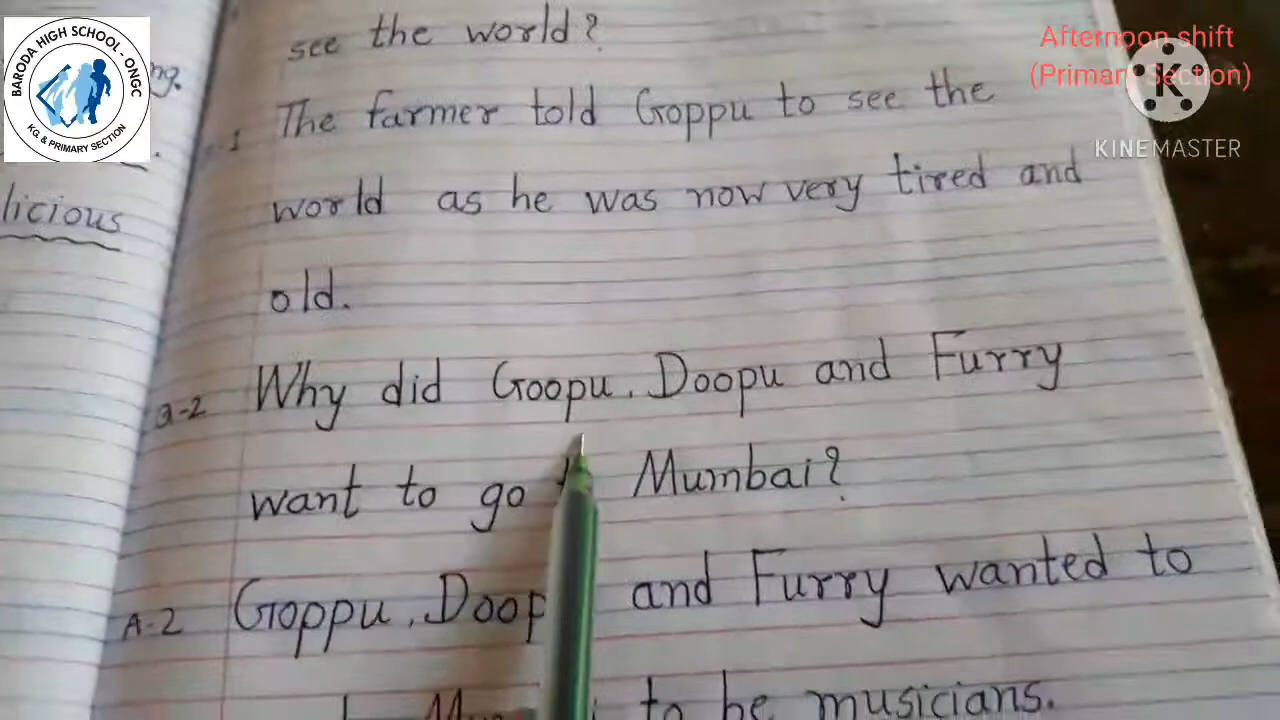 BARODA HIGH SCHOOL - ONGC
KG & PRIMARY SECTION
Afternoon shift
(Primary Section)
K
KINEMASTER
ng.
licious
see the world?
The farmer told Goppu to see the
world as he was now very tired and
old.
Q-2 Why did Goopu, Doopu and Furry
want to go Mumbai?
A-2 Goppu, Doop and Furry wanted to
to be musicians.